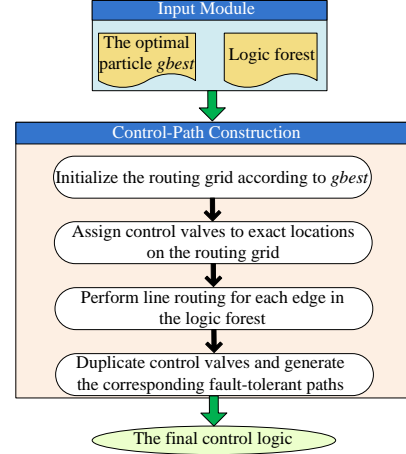 Input Module
The optimal
particle gbest
Logic forest
Control-Path Construction
Initialize the routing grid according to gbest
Assign control valves to exact locations
on the routing grid
Perform line routing for each edge in
the logic forest
Duplicate control valves and generate
the corresponding fault-tolerant paths
The final control logic